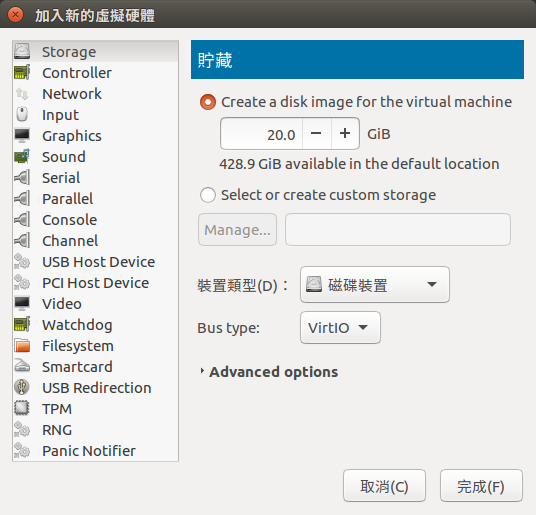 加入新的虛擬硬體
Storage
Controller
Network
Input
Graphics
Sound
Serial
Parallel
Console
Channel
USB Host Device
PCI Host Device
Video
Watchdog
Filesystem
Smartcard
USB Redirection
TPM
RNG
Panic Notifier
貯藏
Create a disk image for the virtual machine
20.0 − + GiB
428.9 GiB available in the default location
Select or create custom storage
Manage...
裝置類型(D)： 磁碟裝置
Bus type: VirtIO
Advanced options
取消(C) 完成(F)